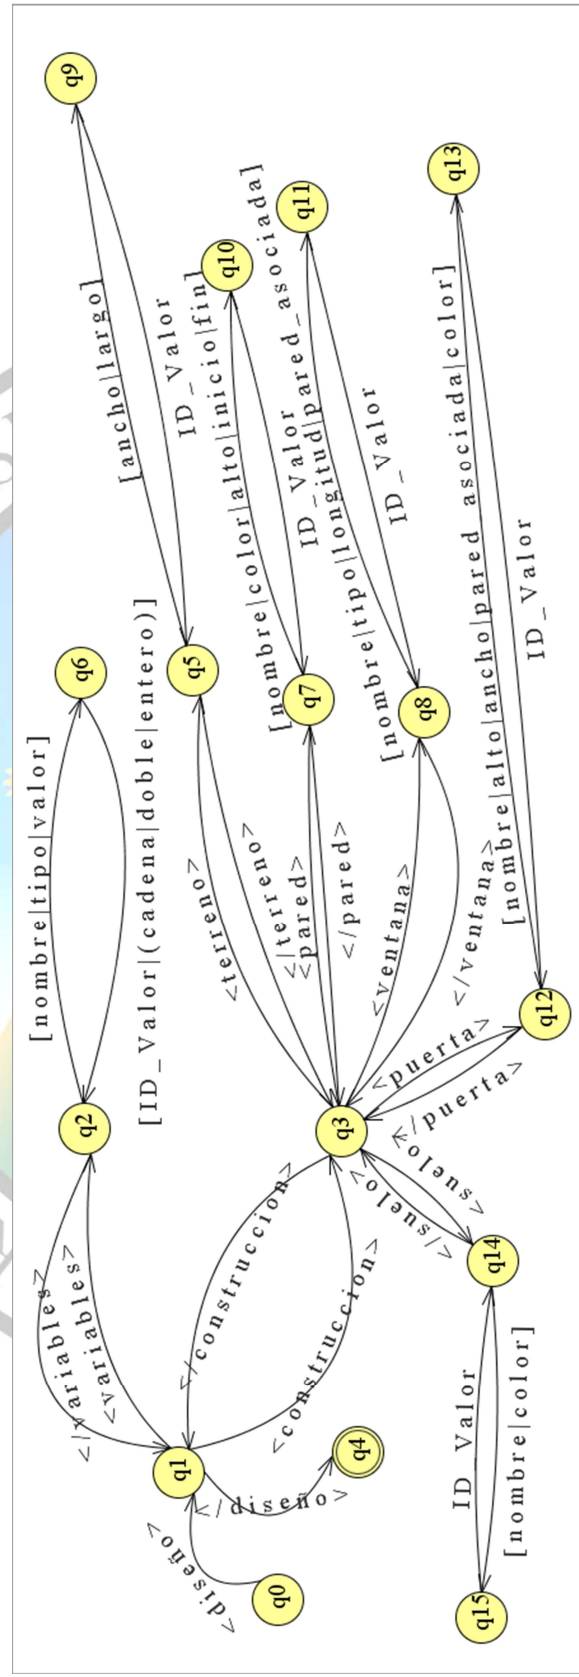 [nombre|tipo|valor]
q6
q9
[ancho|largo]
ID_Valor
[ID_Valor|(cadena|doble|entero)]
q5
q2
</variables>
<variables>
<terreno>
</terreno>
q10
[nombre|color|alto|inicio|fin]
ID_Valor
q7
<pared>
</pared>
q11
[nombre|tipo|longitud|pared_asociada]
ID_Valor
q8
<ventana>
</ventana>
q13
[nombre|alto|ancho|pared_asociada|color]
ID_Valor
q12
<puerta>
</puerta>
q3
</construccion>
<construccion>
q1
<diseño>
</diseño>
q0
q4
<suelo>
</suelo>
q14
ID_Valor
[nombre|color]
q15